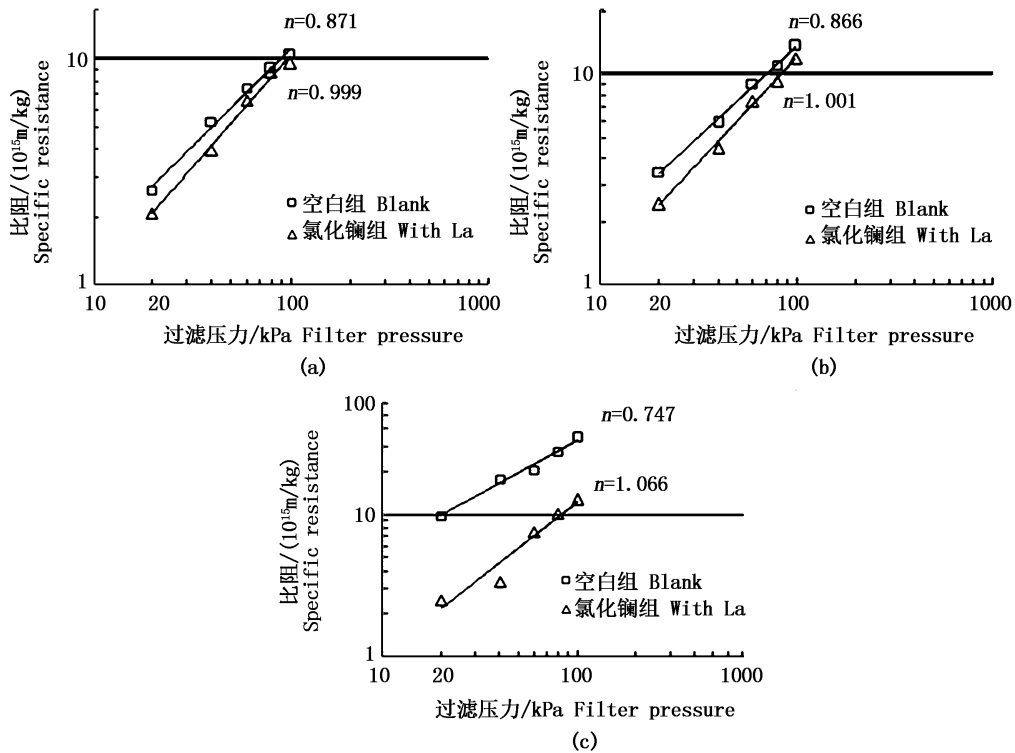 n=0.871
10
n=0.999
比阻/(10¹⁵m/kg)
Specific resistance
空白组 Blank
氯化镧组 With La
1
10 20 100 1000
过滤压力/kPa Filter pressure
(a)
n=0.866
10
n=1.001
比阻/(10¹⁵m/kg)
Specific resistance
空白组 Blank
氯化镧组 With La
1
10 20 100 1000
过滤压力/kPa Filter pressure
(b)
100
n=0.747
n=1.066
10
比阻/(10¹⁵m/kg)
Specific resistance
空白组 Blank
氯化镧组 With La
1
10 20 100 1000
过滤压力/kPa Filter pressure
(c)